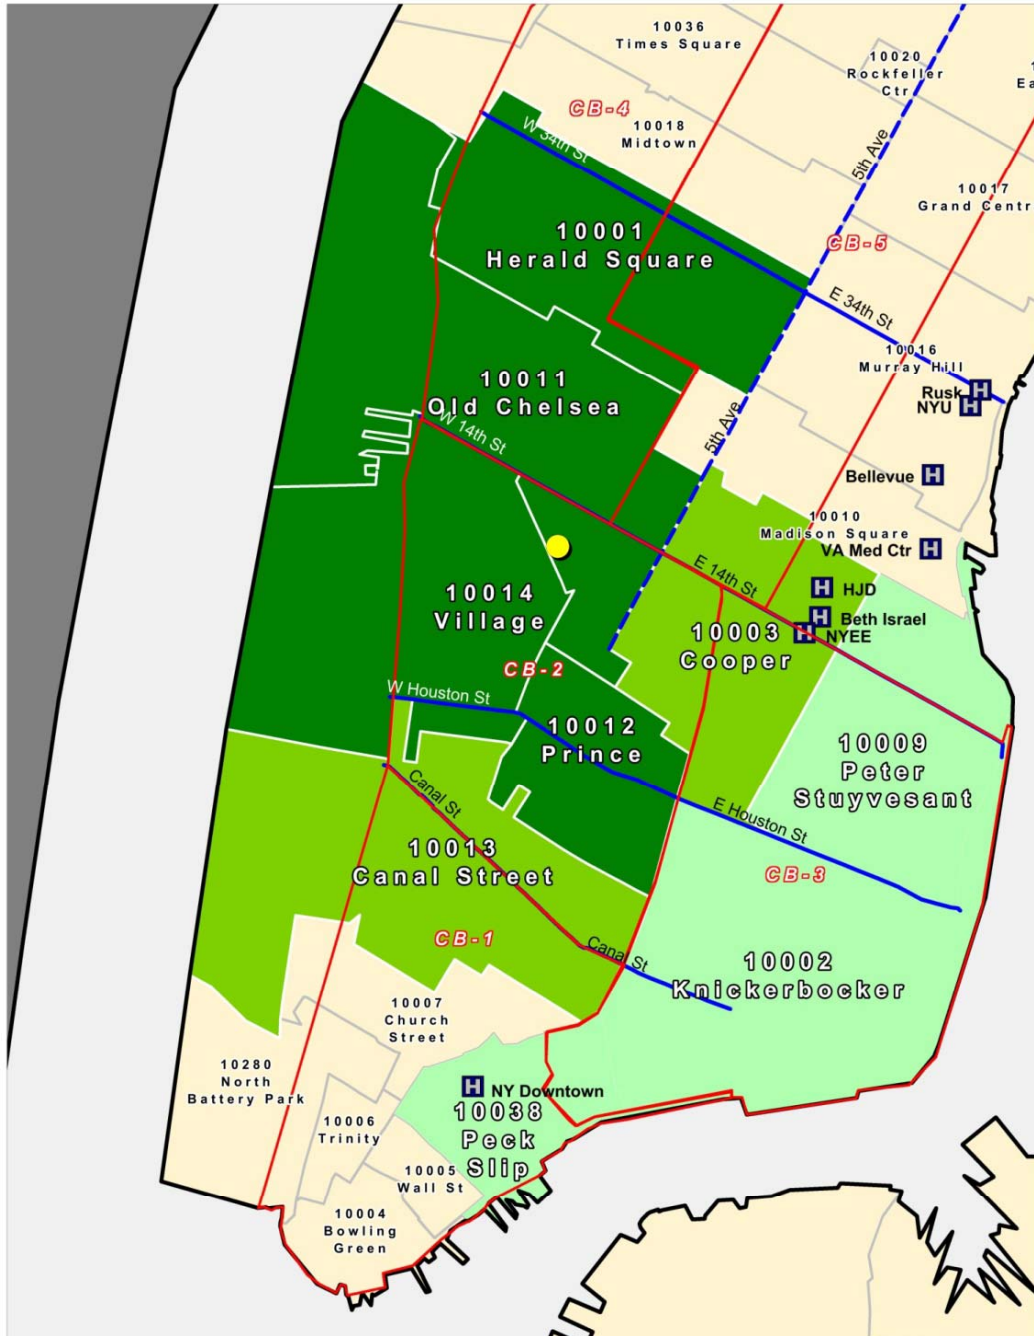 10036
Times Square
10020
Rockfeller
Ctr
1
Ea
CB-4
10018
Midtown
W 34th St
5th Ave
10017
Grand Centr
CB-5
10001
Herald Square
E 34th St
10016
Murray Hill
Rusk H
NYU H
10011
Old Chelsea
W 14th St
5th Ave
Bellevue H
10010
Madison Square
VA Med Ctr H
E 14th St
H HJD
H Beth Israel
H NYEE
10014
Village
10003
Cooper
CB-2
W Houston St
10012
Prince
10009
Peter
Stuyvesant
Canal St
E Houston St
10013
Canal Street
CB-3
CB-1
Canal St
10002
Knickerbocker
10007
Church
Street
10280
North
Battery Park
H NY Downtown
10038
Peck
Slip
10006
Trinity
10005
Wall St
10004
Bowling
Green